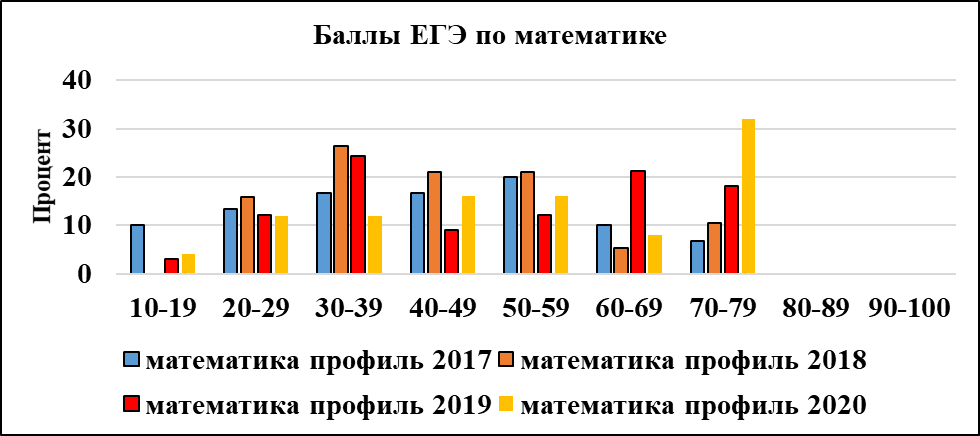 Баллы ЕГЭ по математике
Процент
40
30
20
10
0
10-19 20-29 30-39 40-49 50-59 60-69 70-79 80-89 90-100
математика профиль 2017 математика профиль 2018
математика профиль 2019 математика профиль 2020